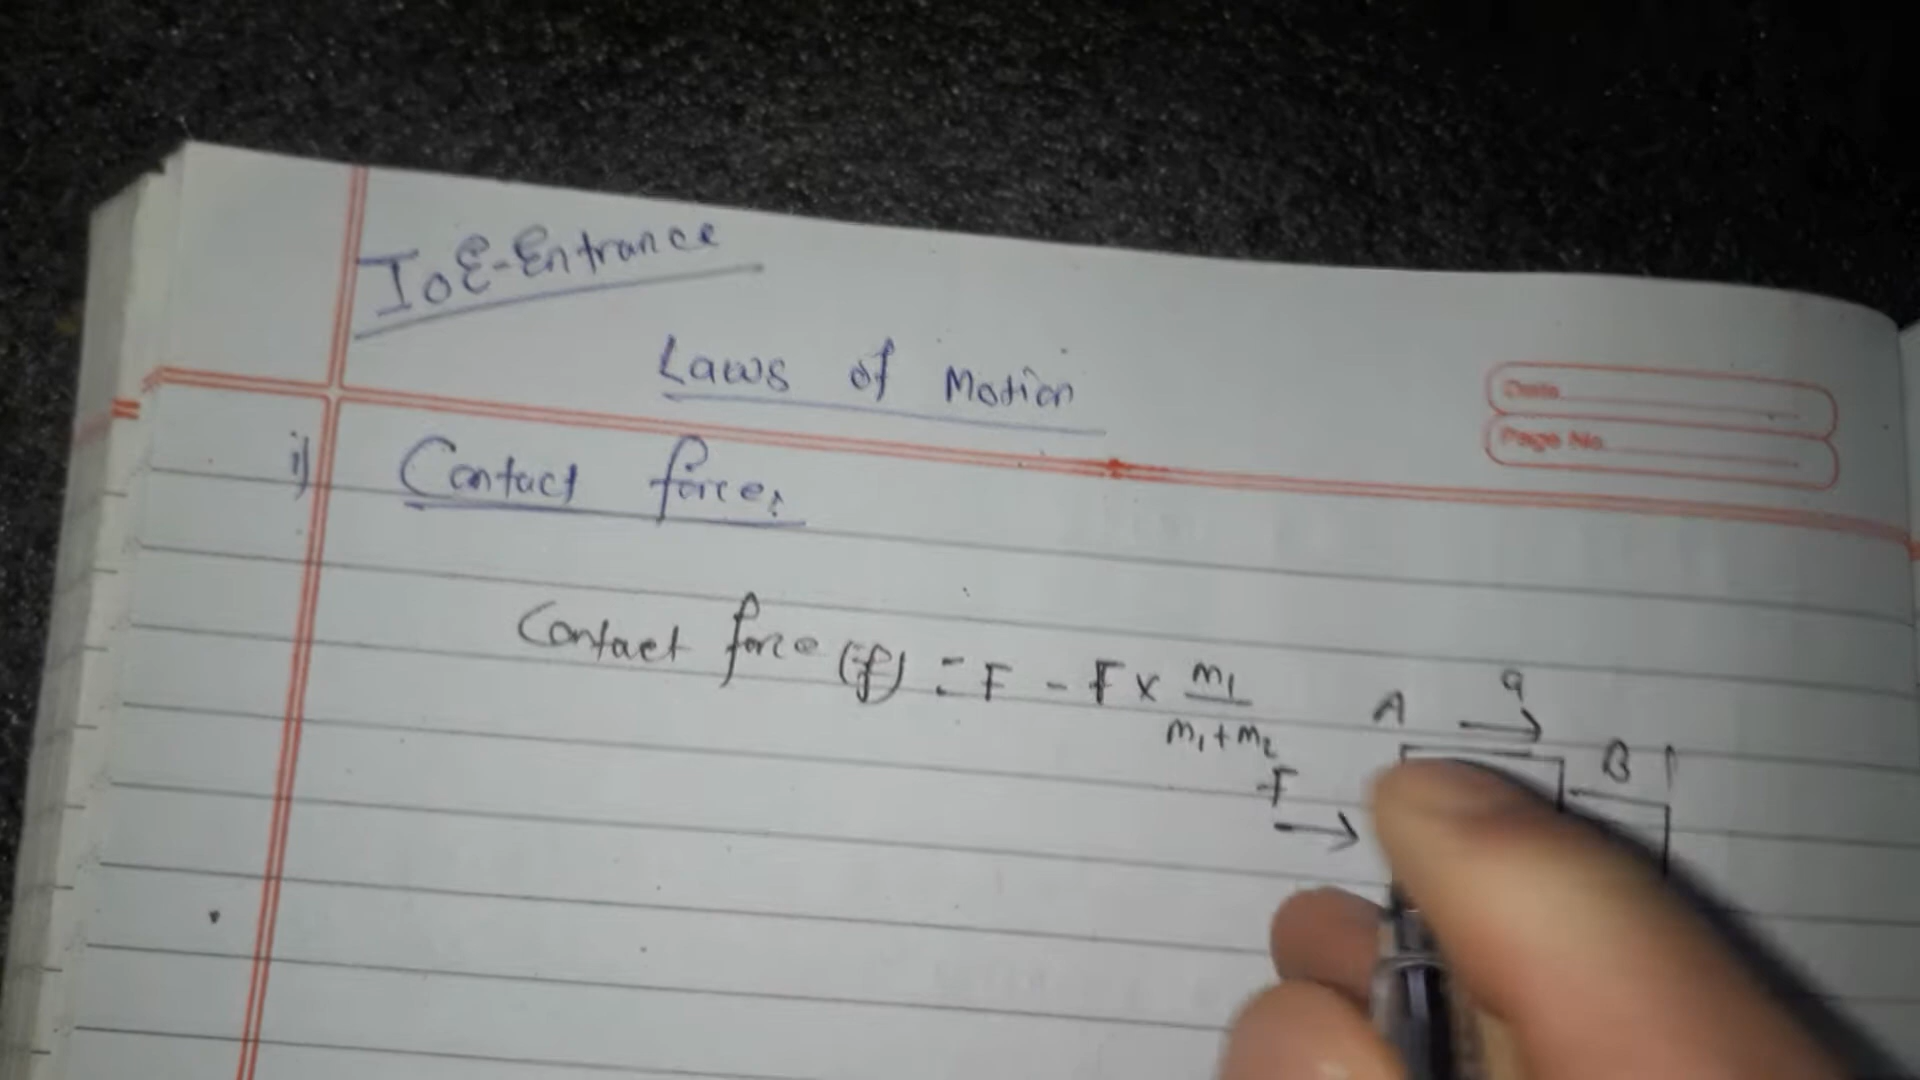 IOE-Entrance
Laws of Motion
Date
Page No.
i) Contact force:
Contact force (f) = F - F x m1/m1+m2
A a
B
F